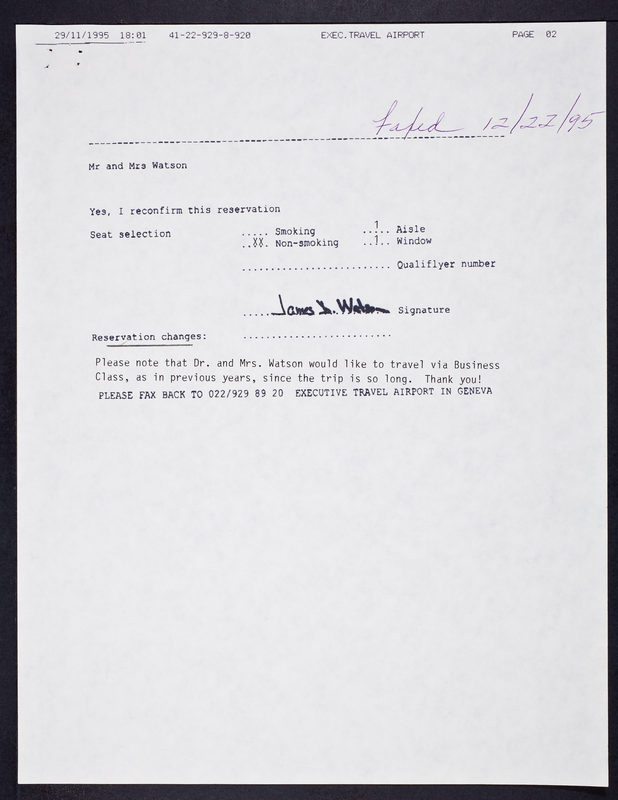 29/11/1995 18:01 41-22-929-8-920 EXEC.TRAVEL AIRPORT PAGE 02
Faxed 12/22/95
Mr and Mrs Watson
Yes, I reconfirm this reservation
Seat selection ..... Smoking ..1.. Aisle
..XX. Non-smoking ..1.. Window
......................... Qualiflyer number
.....James D. Watson Signature
Reservation changes: .........................
Please note that Dr. and Mrs. Watson would like to travel via Business
Class, as in previous years, since the trip is so long. Thank you!
PLEASE FAX BACK TO 022/929 89 20 EXECUTIVE TRAVEL AIRPORT IN GENEVA